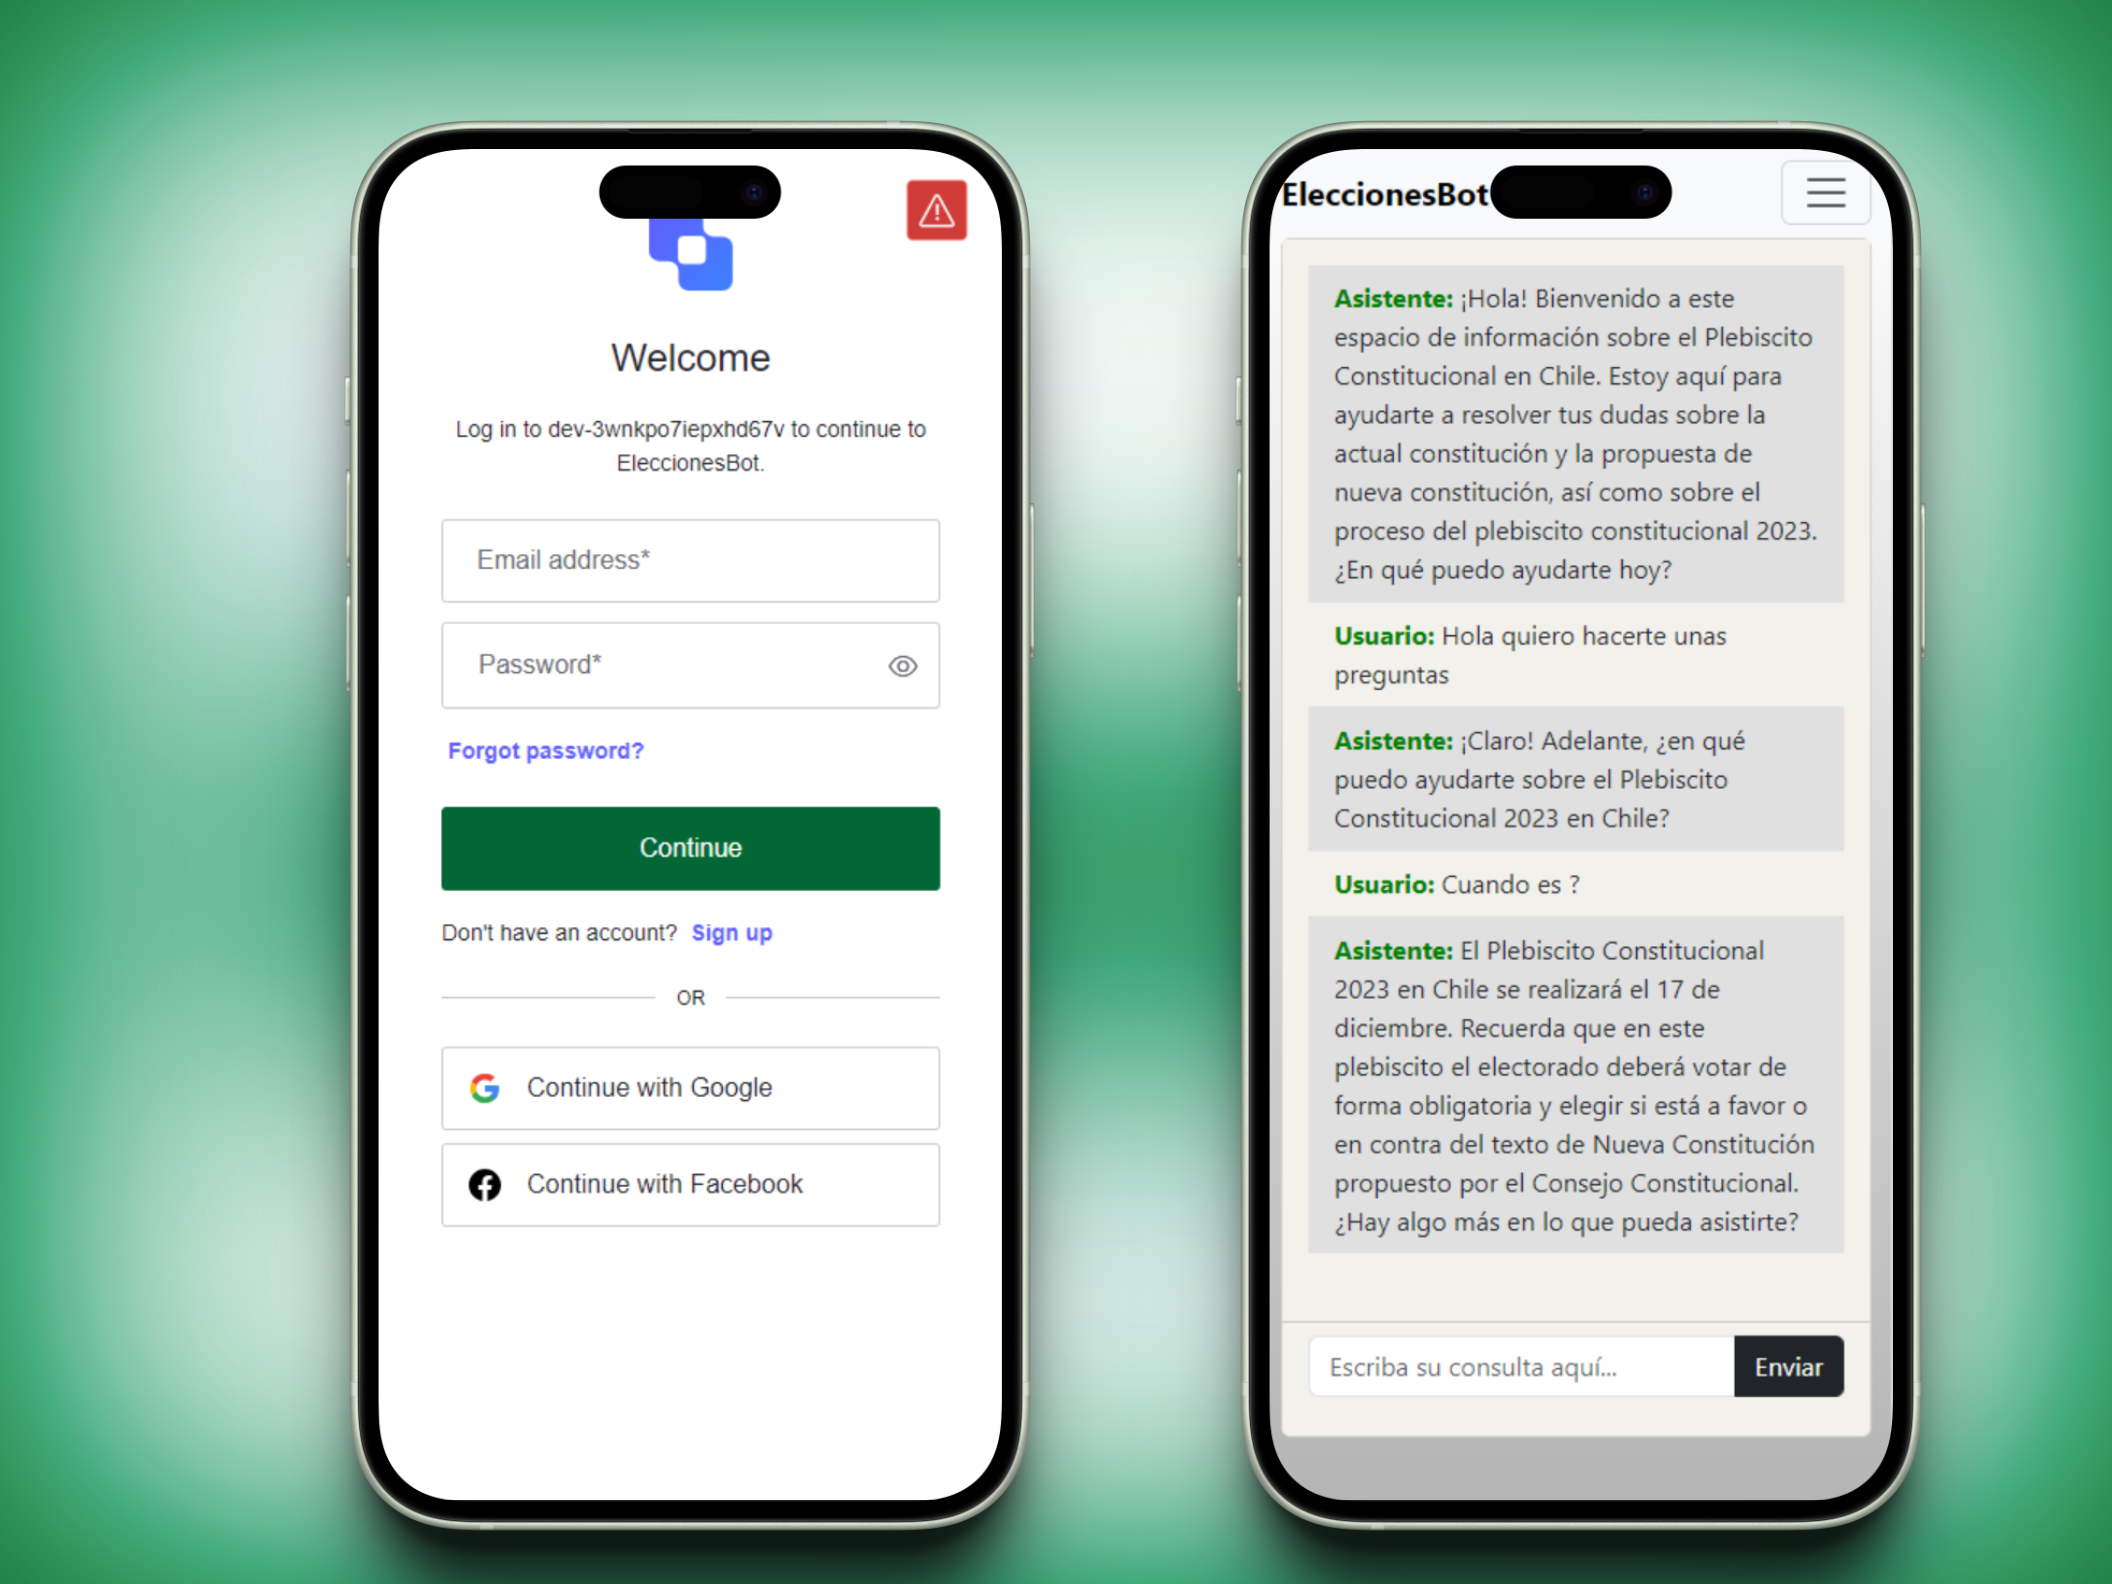 Welcome
Log in to dev-3wnkpo7iepxhd67v to continue to
EleccionesBot.
Email address*
Password*
Forgot password?
Continue
Don't have an account? Sign up
OR
Continue with Google
Continue with Facebook
EleccionesBot
Asistente: ¡Hola! Bienvenido a este
espacio de información sobre el Plebiscito
Constitucional en Chile. Estoy aquí para
ayudarte a resolver tus dudas sobre la
actual constitución y la propuesta de
nueva constitución, así como sobre el
proceso del plebiscito constitucional 2023.
¿En qué puedo ayudarte hoy?
Usuario: Hola quiero hacerte unas
preguntas
Asistente: ¡Claro! Adelante, ¿en qué
puedo ayudarte sobre el Plebiscito
Constitucional 2023 en Chile?
Usuario: Cuando es ?
Asistente: El Plebiscito Constitucional
2023 en Chile se realizará el 17 de
diciembre. Recuerda que en este
plebiscito el electorado deberá votar de
forma obligatoria y elegir si está a favor o
en contra del texto de Nueva Constitución
propuesto por el Consejo Constitucional.
¿Hay algo más en lo que pueda asistirte?
Escriba su consulta aquí...
Enviar